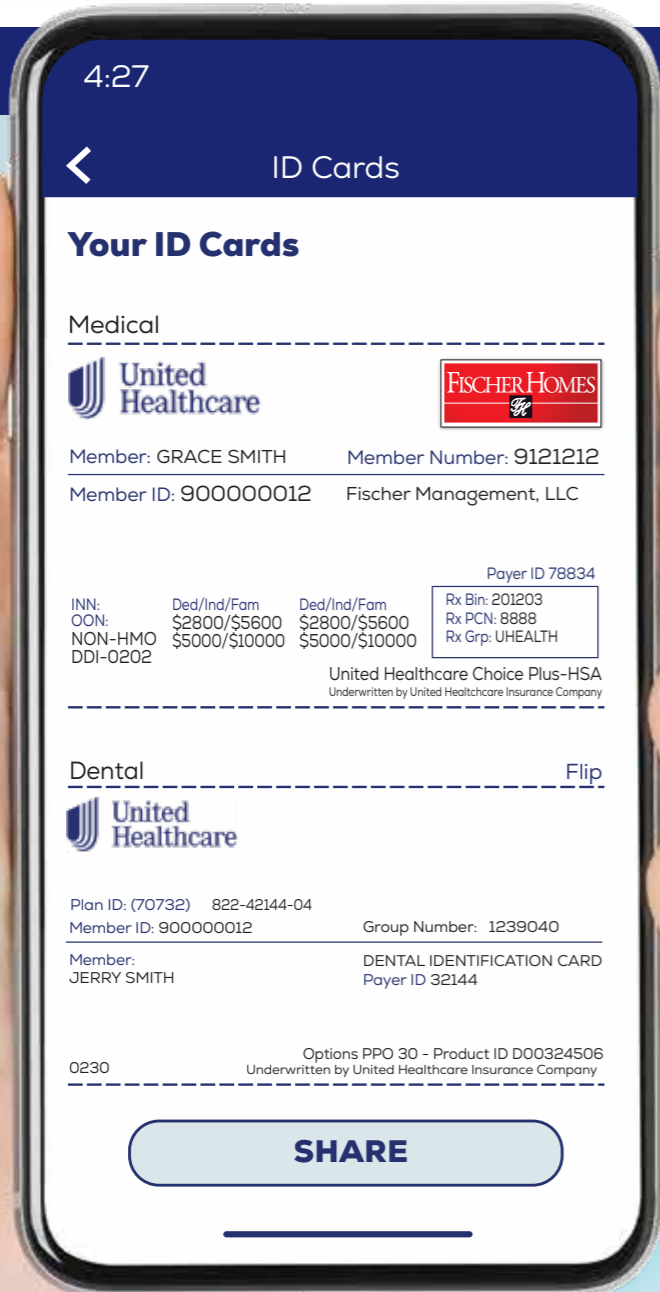 4:27
ID Cards
Your ID Cards
Medical
United
Healthcare
FISCHER HOMES
FH
Member: GRACE SMITH Member Number: 9121212
Member ID: 900000012 Fischer Management, LLC
Payer ID 78834
INN: Ded/Ind/Fam Ded/Ind/Fam Rx Bin: 201203
OON: $2800/$5600 $2800/$5600 Rx PCN: 8888
NON-HMO $5000/$10000 $5000/$10000 Rx Grp: UHEALTH
DDI-0202
United Healthcare Choice Plus-HSA
Underwritten by United Healtchcare Insurance Company
Dental Flip
United
Healthcare
Plan ID: (70732) 822-42144-04
Member ID: 900000012 Group Number: 1239040
Member: DENTAL IDENTIFICATION CARD
JERRY SMITH Payer ID 32144
Options PPO 30 - Product ID D00324506
0230 Underwritten by United Healthcare Insurance Company
SHARE